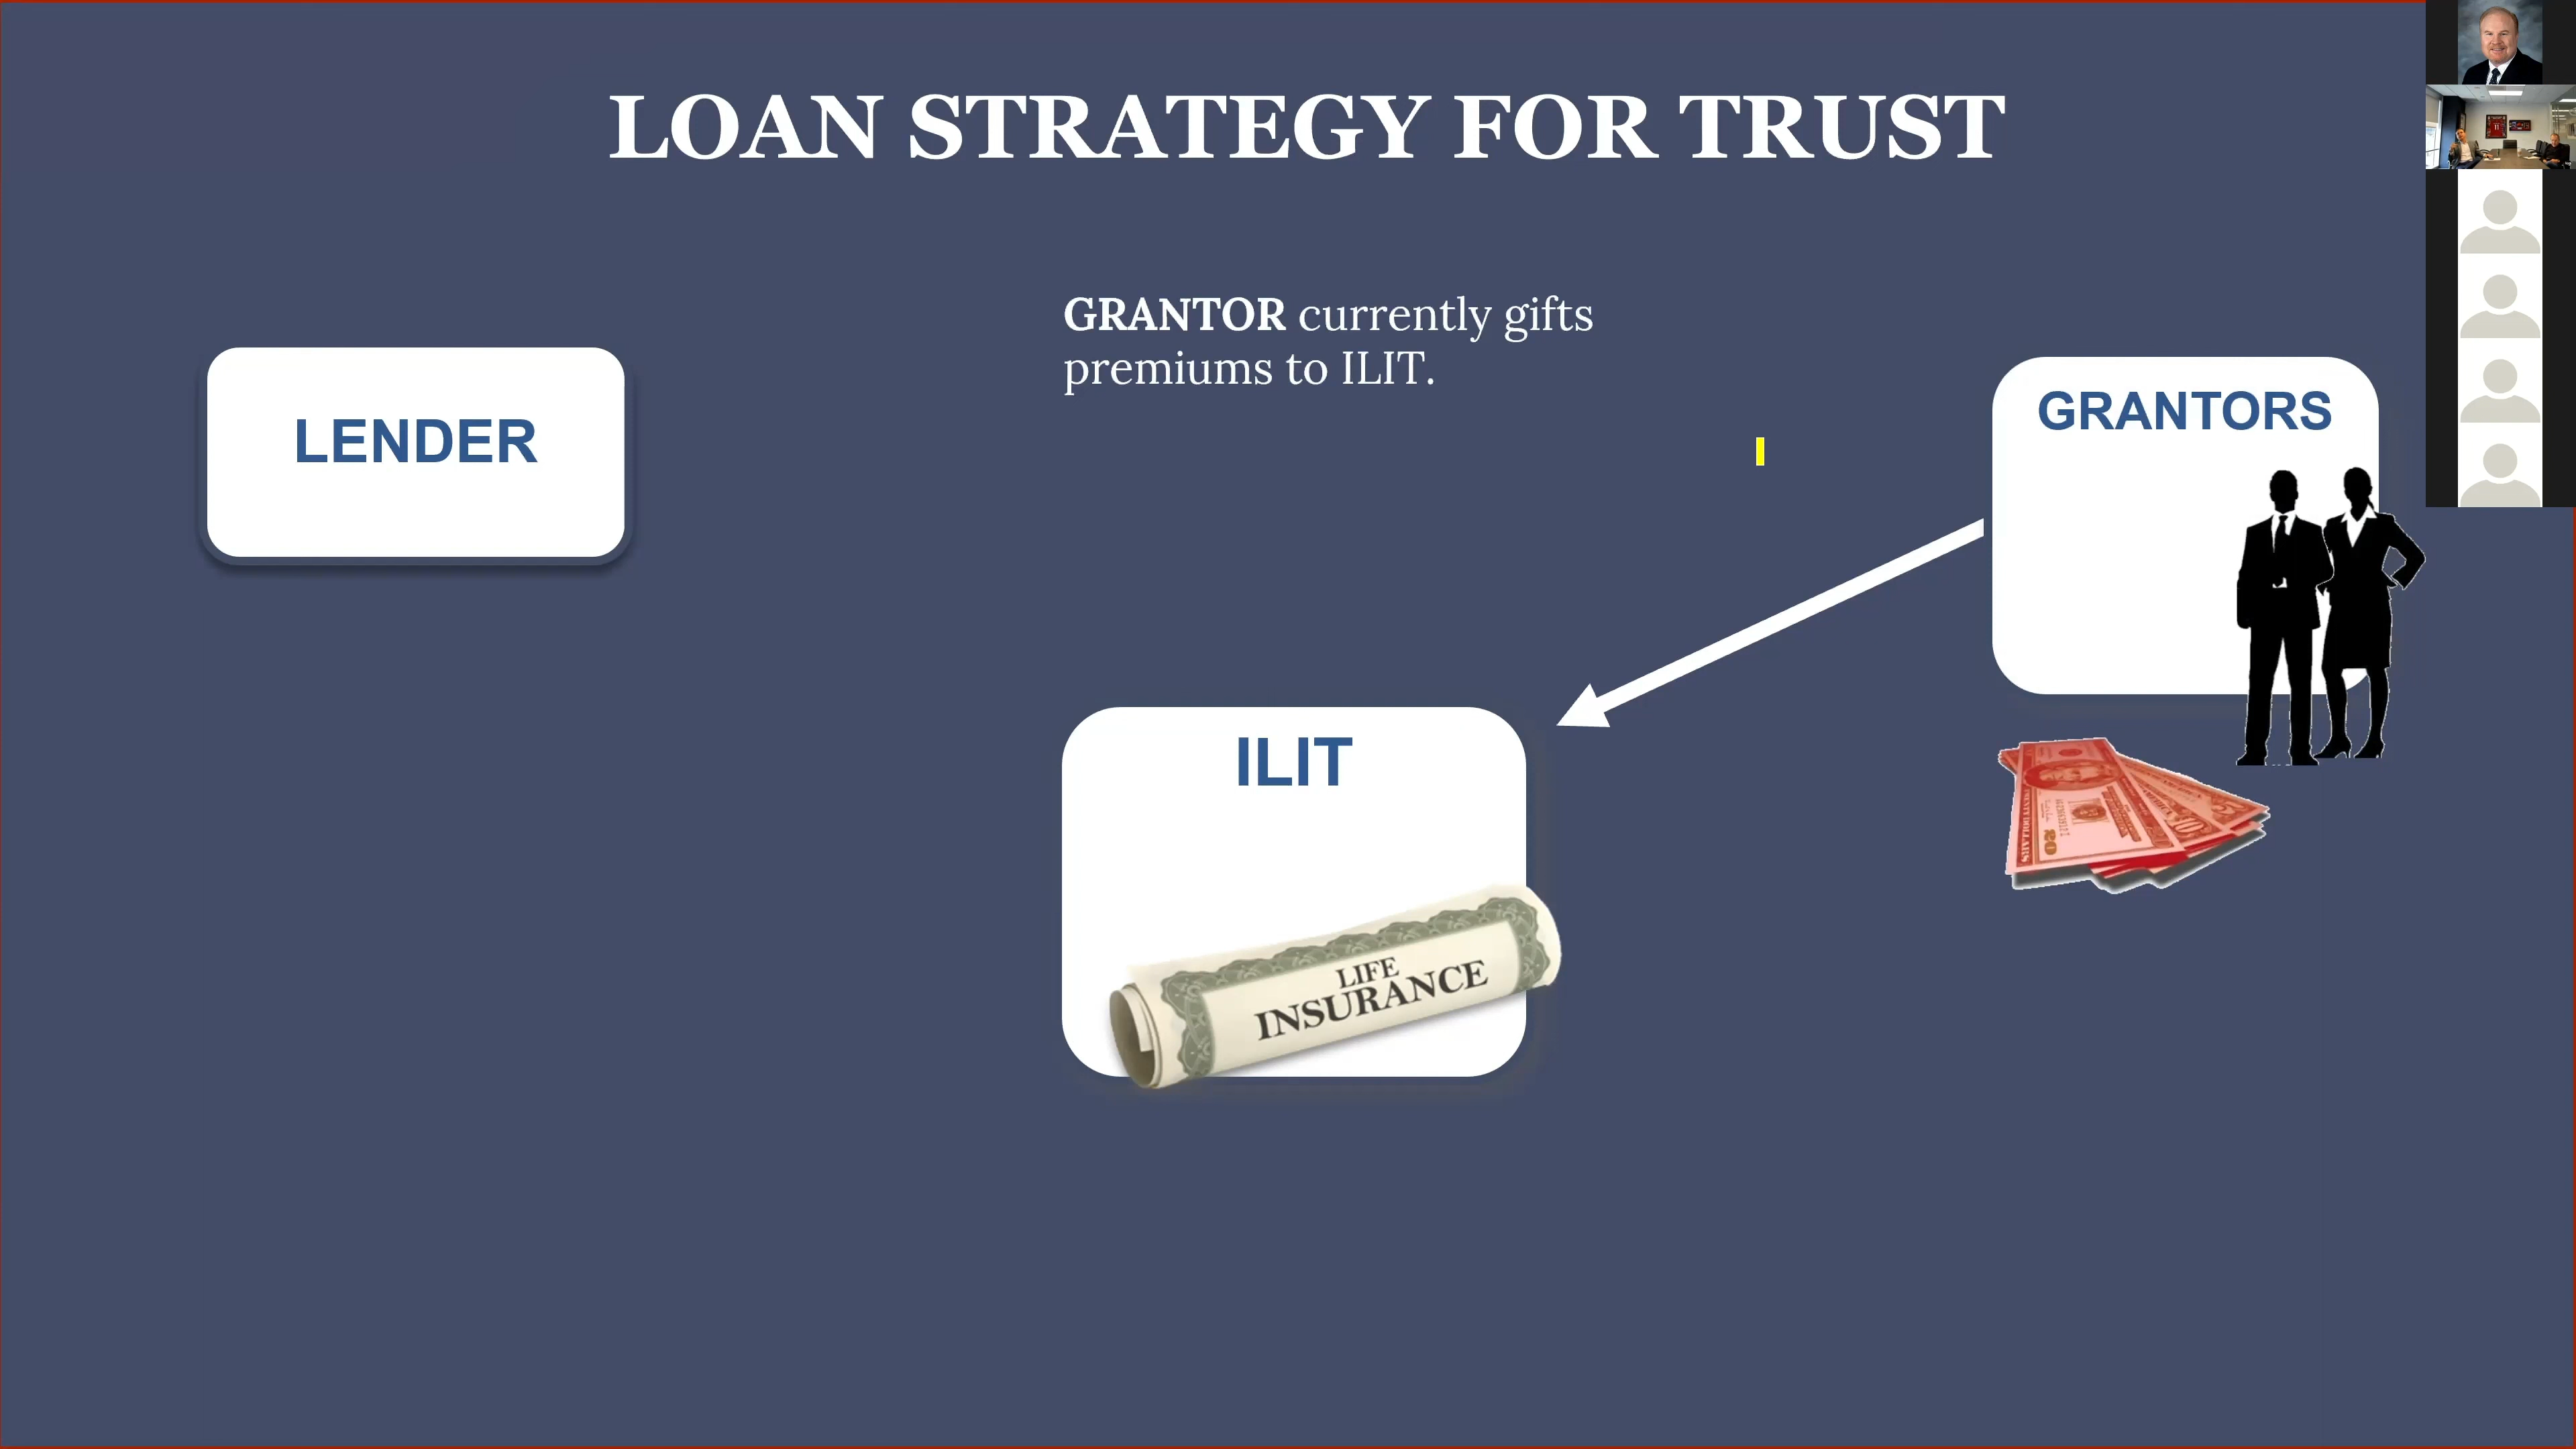 LOAN STRATEGY FOR TRUST
GRANTOR currently gifts
premiums to ILIT.
LENDER
GRANTORS
ILIT
LIFE
INSURANCE